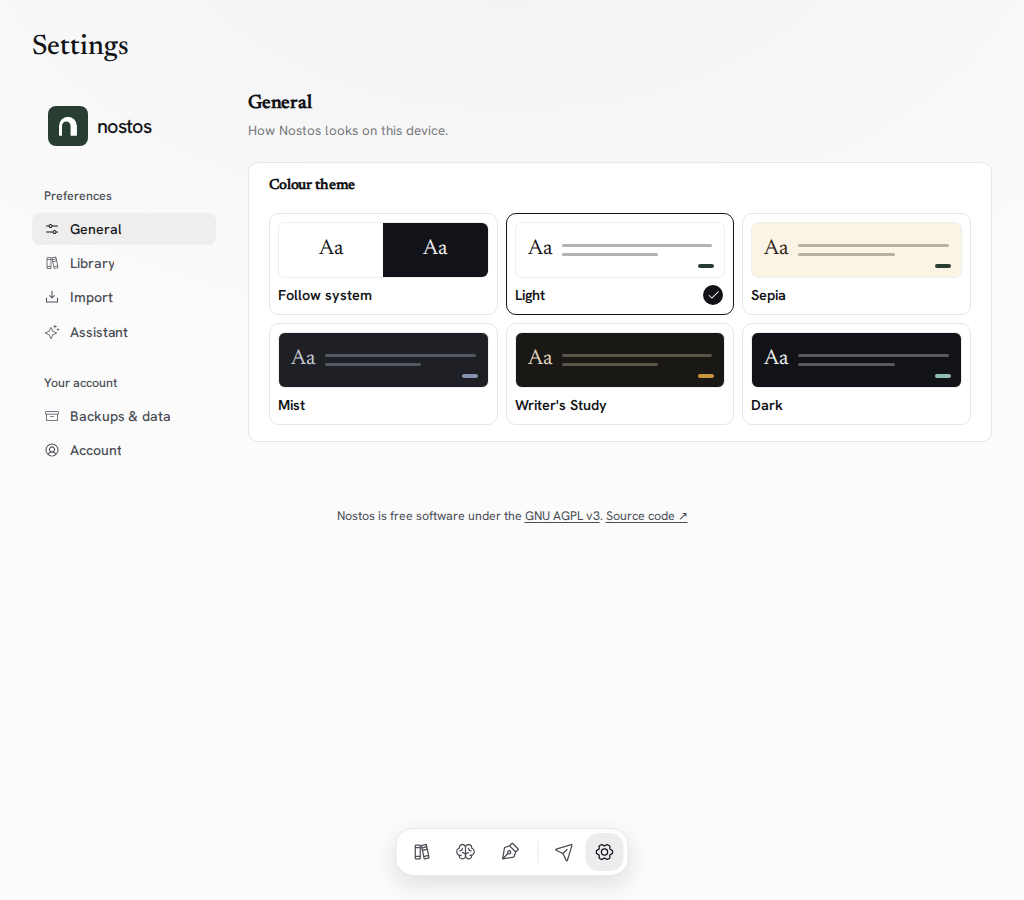 Settings
nostos
Preferences
General
Library
Import
Assistant
Your account
Backups & data
Account
General
How Nostos looks on this device.
Colour theme
Aa Aa
Follow system
Aa
Light
Aa
Sepia
Aa
Mist
Aa
Writer's Study
Aa
Dark
Nostos is free software under the GNU AGPL v3. Source code ↗